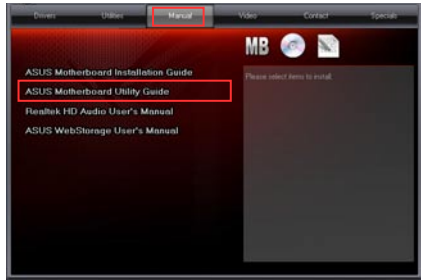 Drivers Utilities Manual Video Contact Specials
MB
ASUS Motherboard Installation Guide
Please select items to install.
ASUS Motherboard Utility Guide
Realtek HD Audio User's Manual
ASUS WebStorage User's Manual